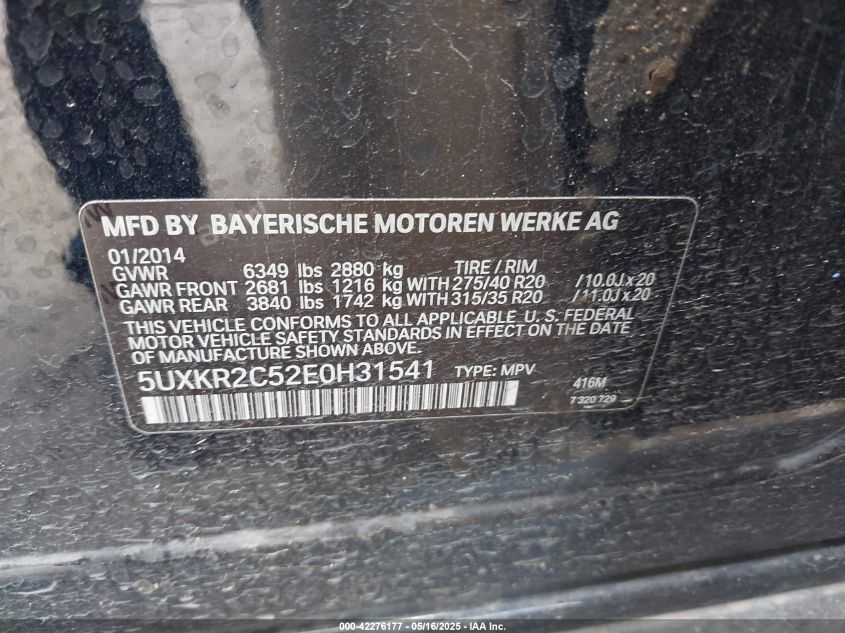 MFD BY BAYERISCHE MOTOREN WERKE AG
01/2014
GVWR 6349 lbs 2880 kg TIRE / RIM
GAWR FRONT 2681 lbs 1216 kg WITH 275/40 R20 / 10.0J x 20
GAWR REAR 3840 lbs 1742 kg WITH 315/35 R20 / 11.0J x 20
THIS VEHICLE CONFORMS TO ALL APPLICABLE U.S. FEDERAL
MOTOR VEHICLE SAFETY STANDARDS IN EFFECT ON THE DATE
OF MANUFACTURE SHOWN ABOVE.
5UXKR2C52E0H31541 TYPE: MPV 416M
7 320 729
000-42276177 - 05/16/2025 - IAA Inc.